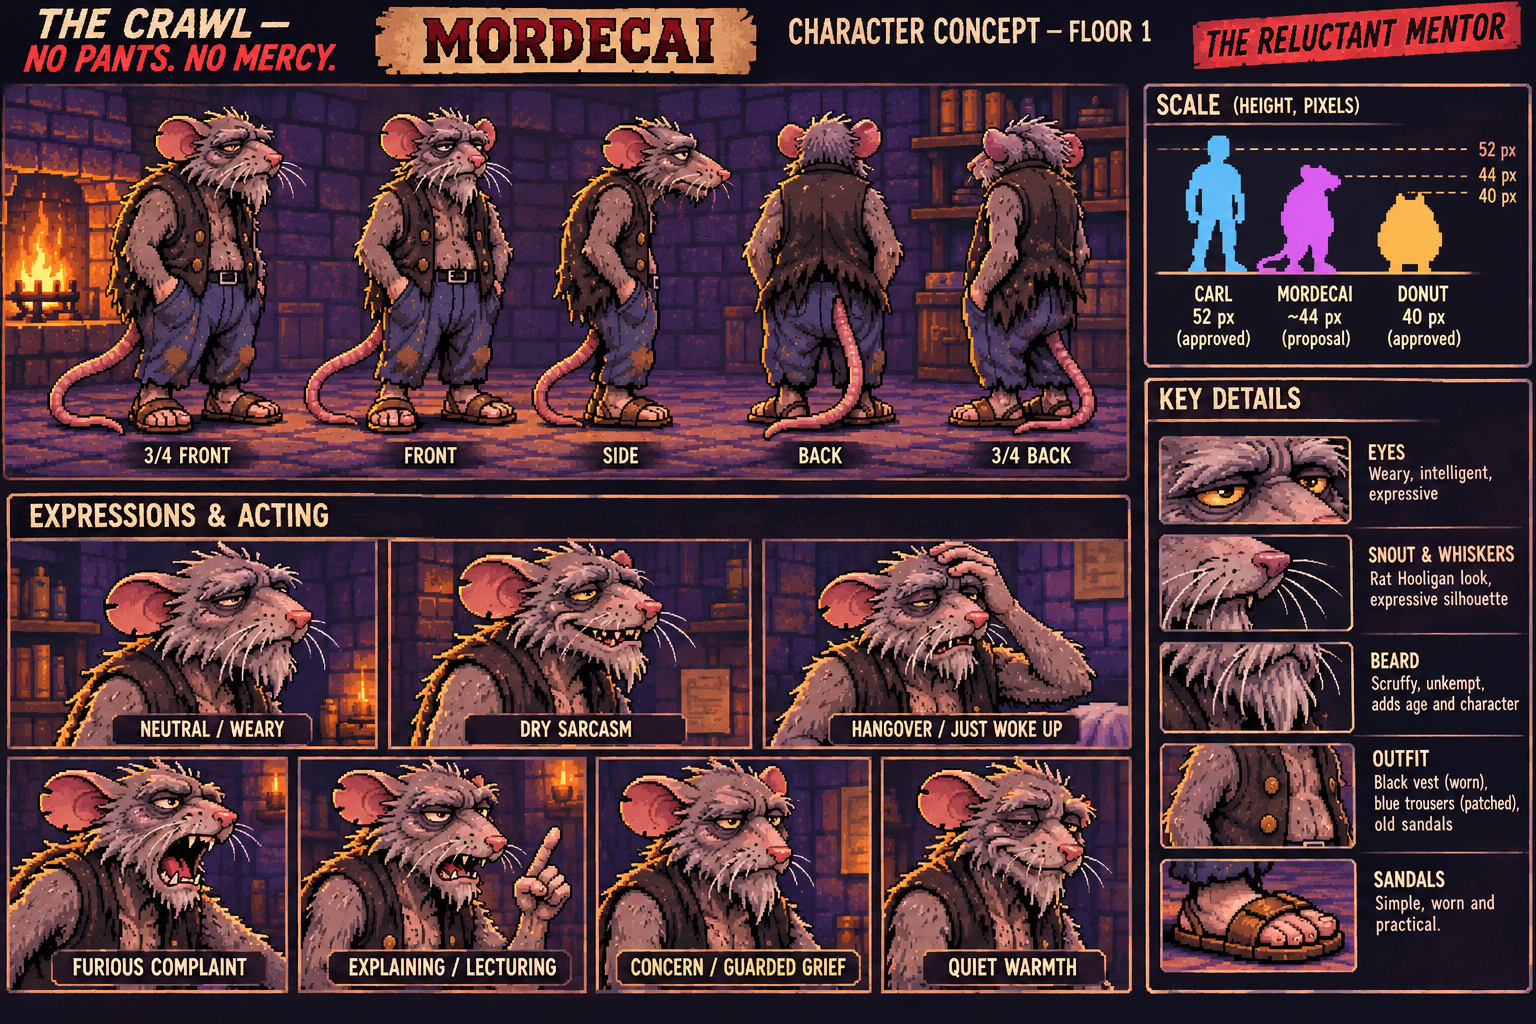 THE CRAWL—
NO PANTS. NO MERCY.
MORDECAI
CHARACTER CONCEPT – FLOOR 1
THE RELUCTANT MENTOR
3/4 FRONT
FRONT
SIDE
BACK
3/4 BACK
SCALE (HEIGHT, PIXELS)
52 px
44 px
40 px
CARL
52 px
(approved)
MORDECAI
~44 px
(proposal)
DONUT
40 px
(approved)
EXPRESSIONS & ACTING
NEUTRAL / WEARY
DRY SARCASM
HANGOVER / JUST WOKE UP
FURIOUS COMPLAINT
EXPLAINING / LECTURING
CONCERN / GUARDED GRIEF
QUIET WARMTH
KEY DETAILS
EYES
Weary, intelligent,
expressive
SNOUT & WHISKERS
Rat Hooligan look,
expressive silhouette
BEARD
Scruffy, unkempt,
adds age and character
OUTFIT
Black vest (worn),
blue trousers (patched),
old sandals
SANDALS
Simple, worn and
practical.